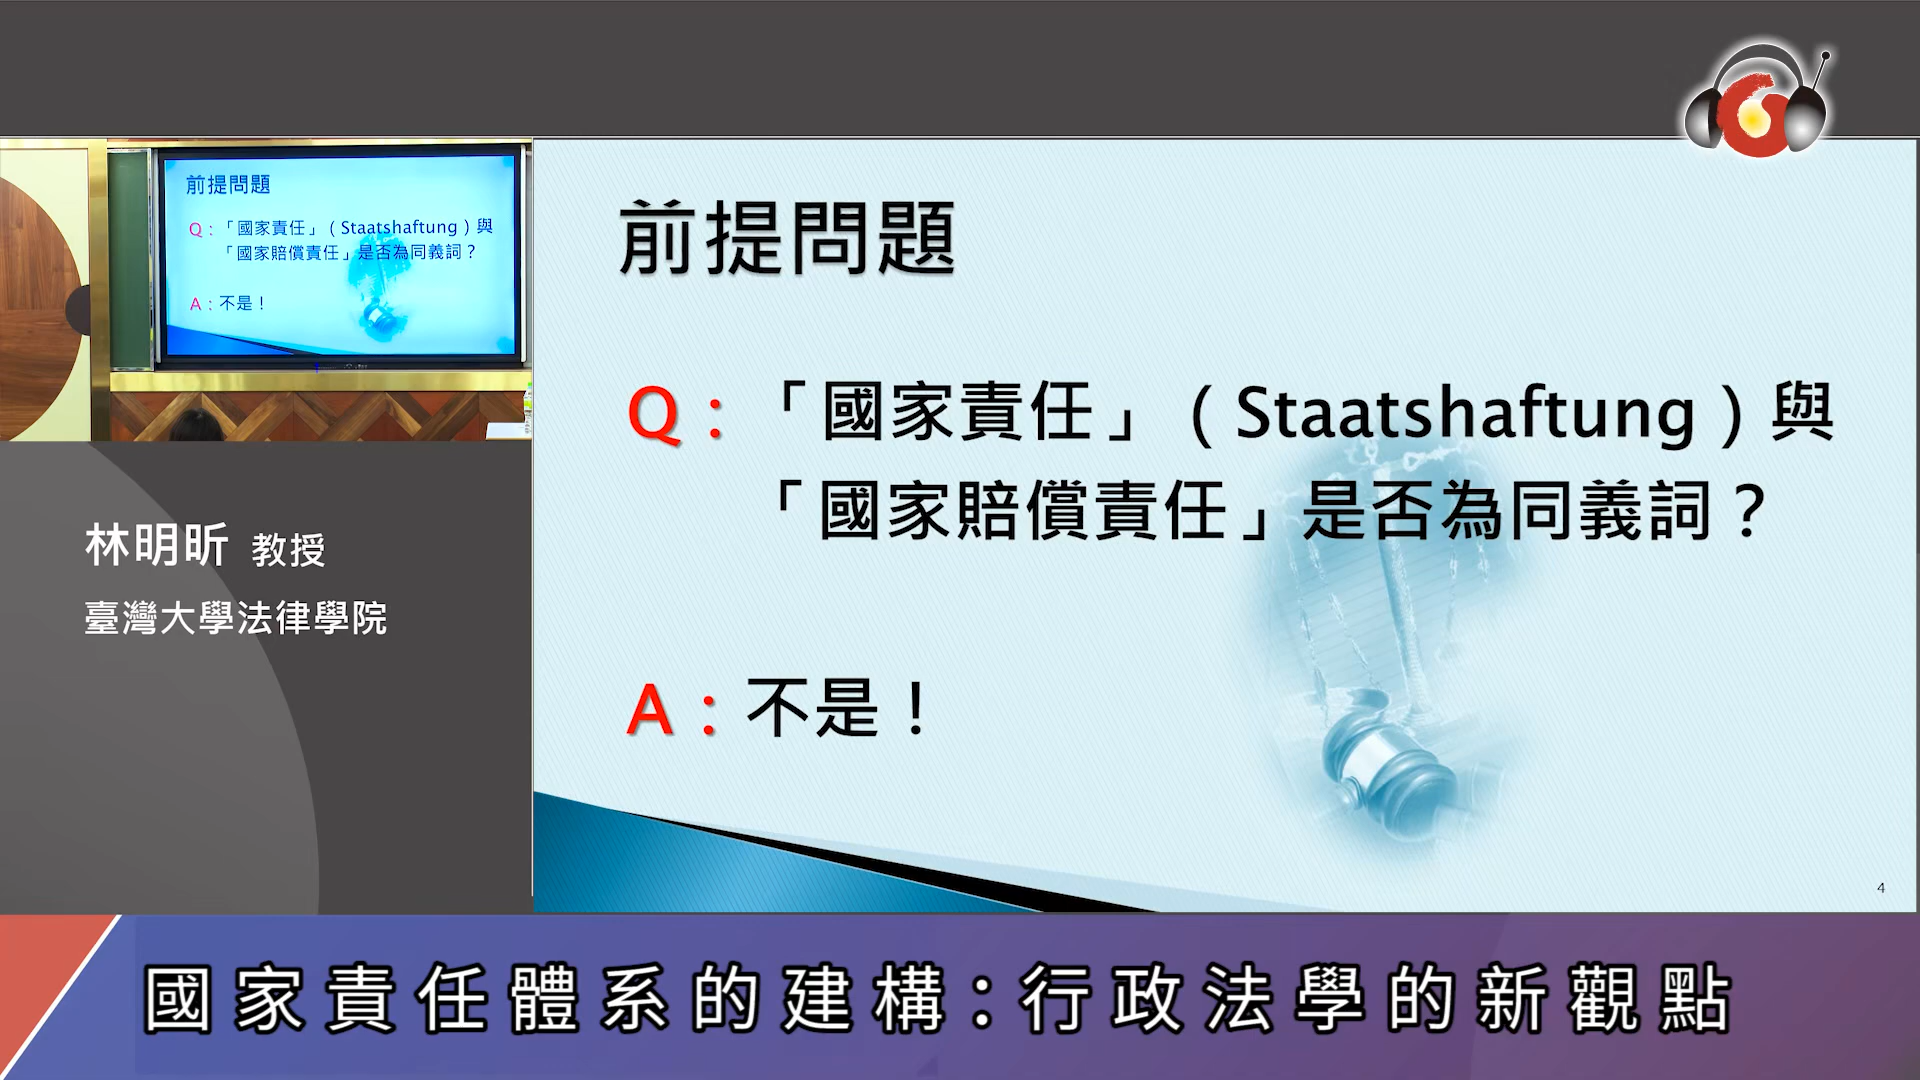 前提問題
Q：「國家責任」（Staatshaftung）與
「國家賠償責任」是否為同義詞？
A：不是！
前提問題
Q：「國家責任」（Staatshaftung）與
「國家賠償責任」是否為同義詞？
A：不是！
4
林明昕 教授
臺灣大學法律學院
國家責任體系的建構：行政法學的新觀點